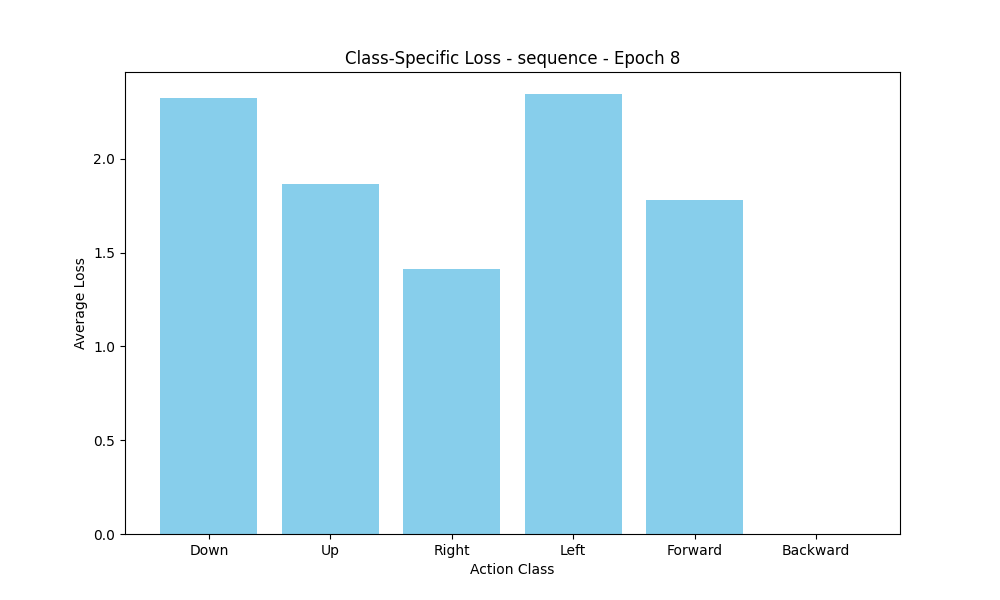 Class-Specific Loss - sequence - Epoch 8
Average Loss
2.0
1.5
1.0
0.5
0.0
Down Up Right Left Forward Backward
Action Class